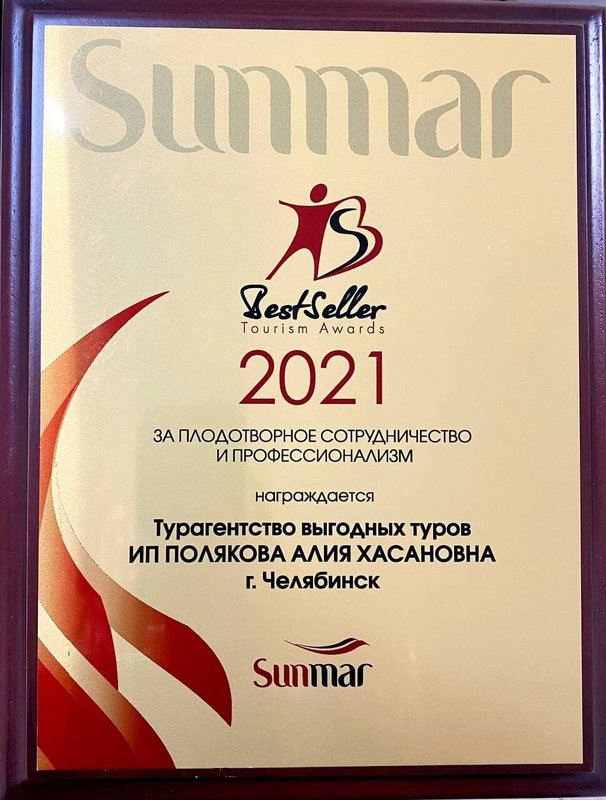 Sunmar
BestSeller
Tourism Awards
2021
ЗА ПЛОДОТВОРНОЕ СОТРУДНИЧЕСТВО
И ПРОФЕССИОНАЛИЗМ
награждается
Турагентство выгодных туров
ИП ПОЛЯКОВА АЛИЯ ХАСАНОВНА
г. Челябинск
Sunmar